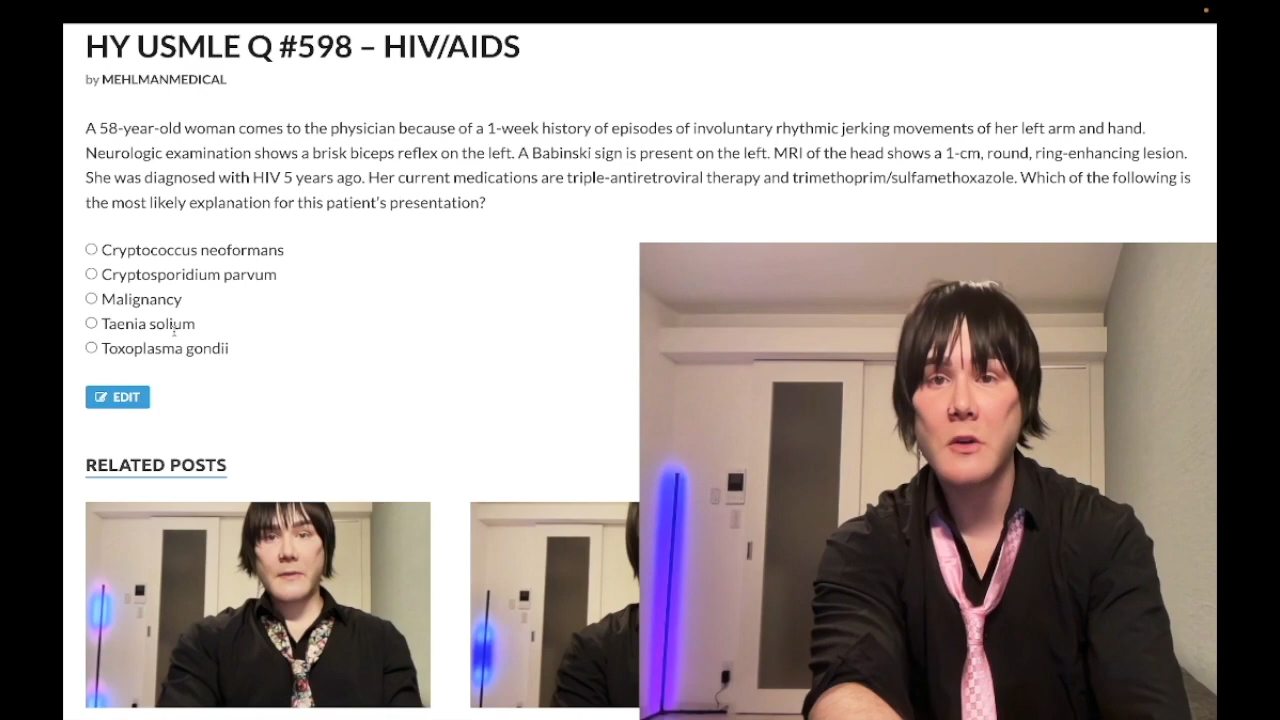 HY USMLE Q #598 – HIV/AIDS
by MEHLMANMEDICAL
A 58-year-old woman comes to the physician because of a 1-week history of episodes of involuntary rhythmic jerking movements of her left arm and hand.
Neurologic examination shows a brisk biceps reflex on the left. A Babinski sign is present on the left. MRI of the head shows a 1-cm, round, ring-enhancing lesion.
She was diagnosed with HIV 5 years ago. Her current medications are triple-antiretroviral therapy and trimethoprim/sulfamethoxazole. Which of the following is
the most likely explanation for this patient's presentation?
Cryptococcus neoformans
Cryptosporidium parvum
Malignancy
Taenia solium
Toxoplasma gondii
EDIT
RELATED POSTS